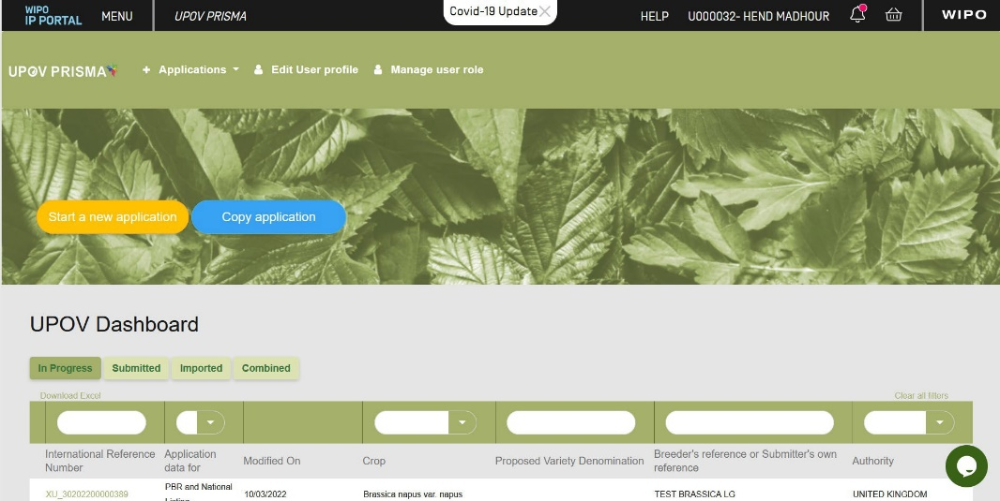 WIPO
IP PORTAL
MENU
UPOV PRISMA
Covid-19 Update
HELP
U000032- HEND MADHOUR
WIPO
UPOV PRISMA
+ Applications
Edit User profile
Manage user role
Start a new application
Copy application
UPOV Dashboard
In Progress
Submitted
Imported
Combined
Download Excel
Clear all filters
International Reference
Number
Application
data for
Modified On
Crop
Proposed Variety Denomination
Breeder's reference or Submitter's own
reference
Authority
XU_30202200000389
PBR and National
Listing
10/03/2022
Brassica napus var. napus
TEST BRASSICA LG
UNITED KINGDOM